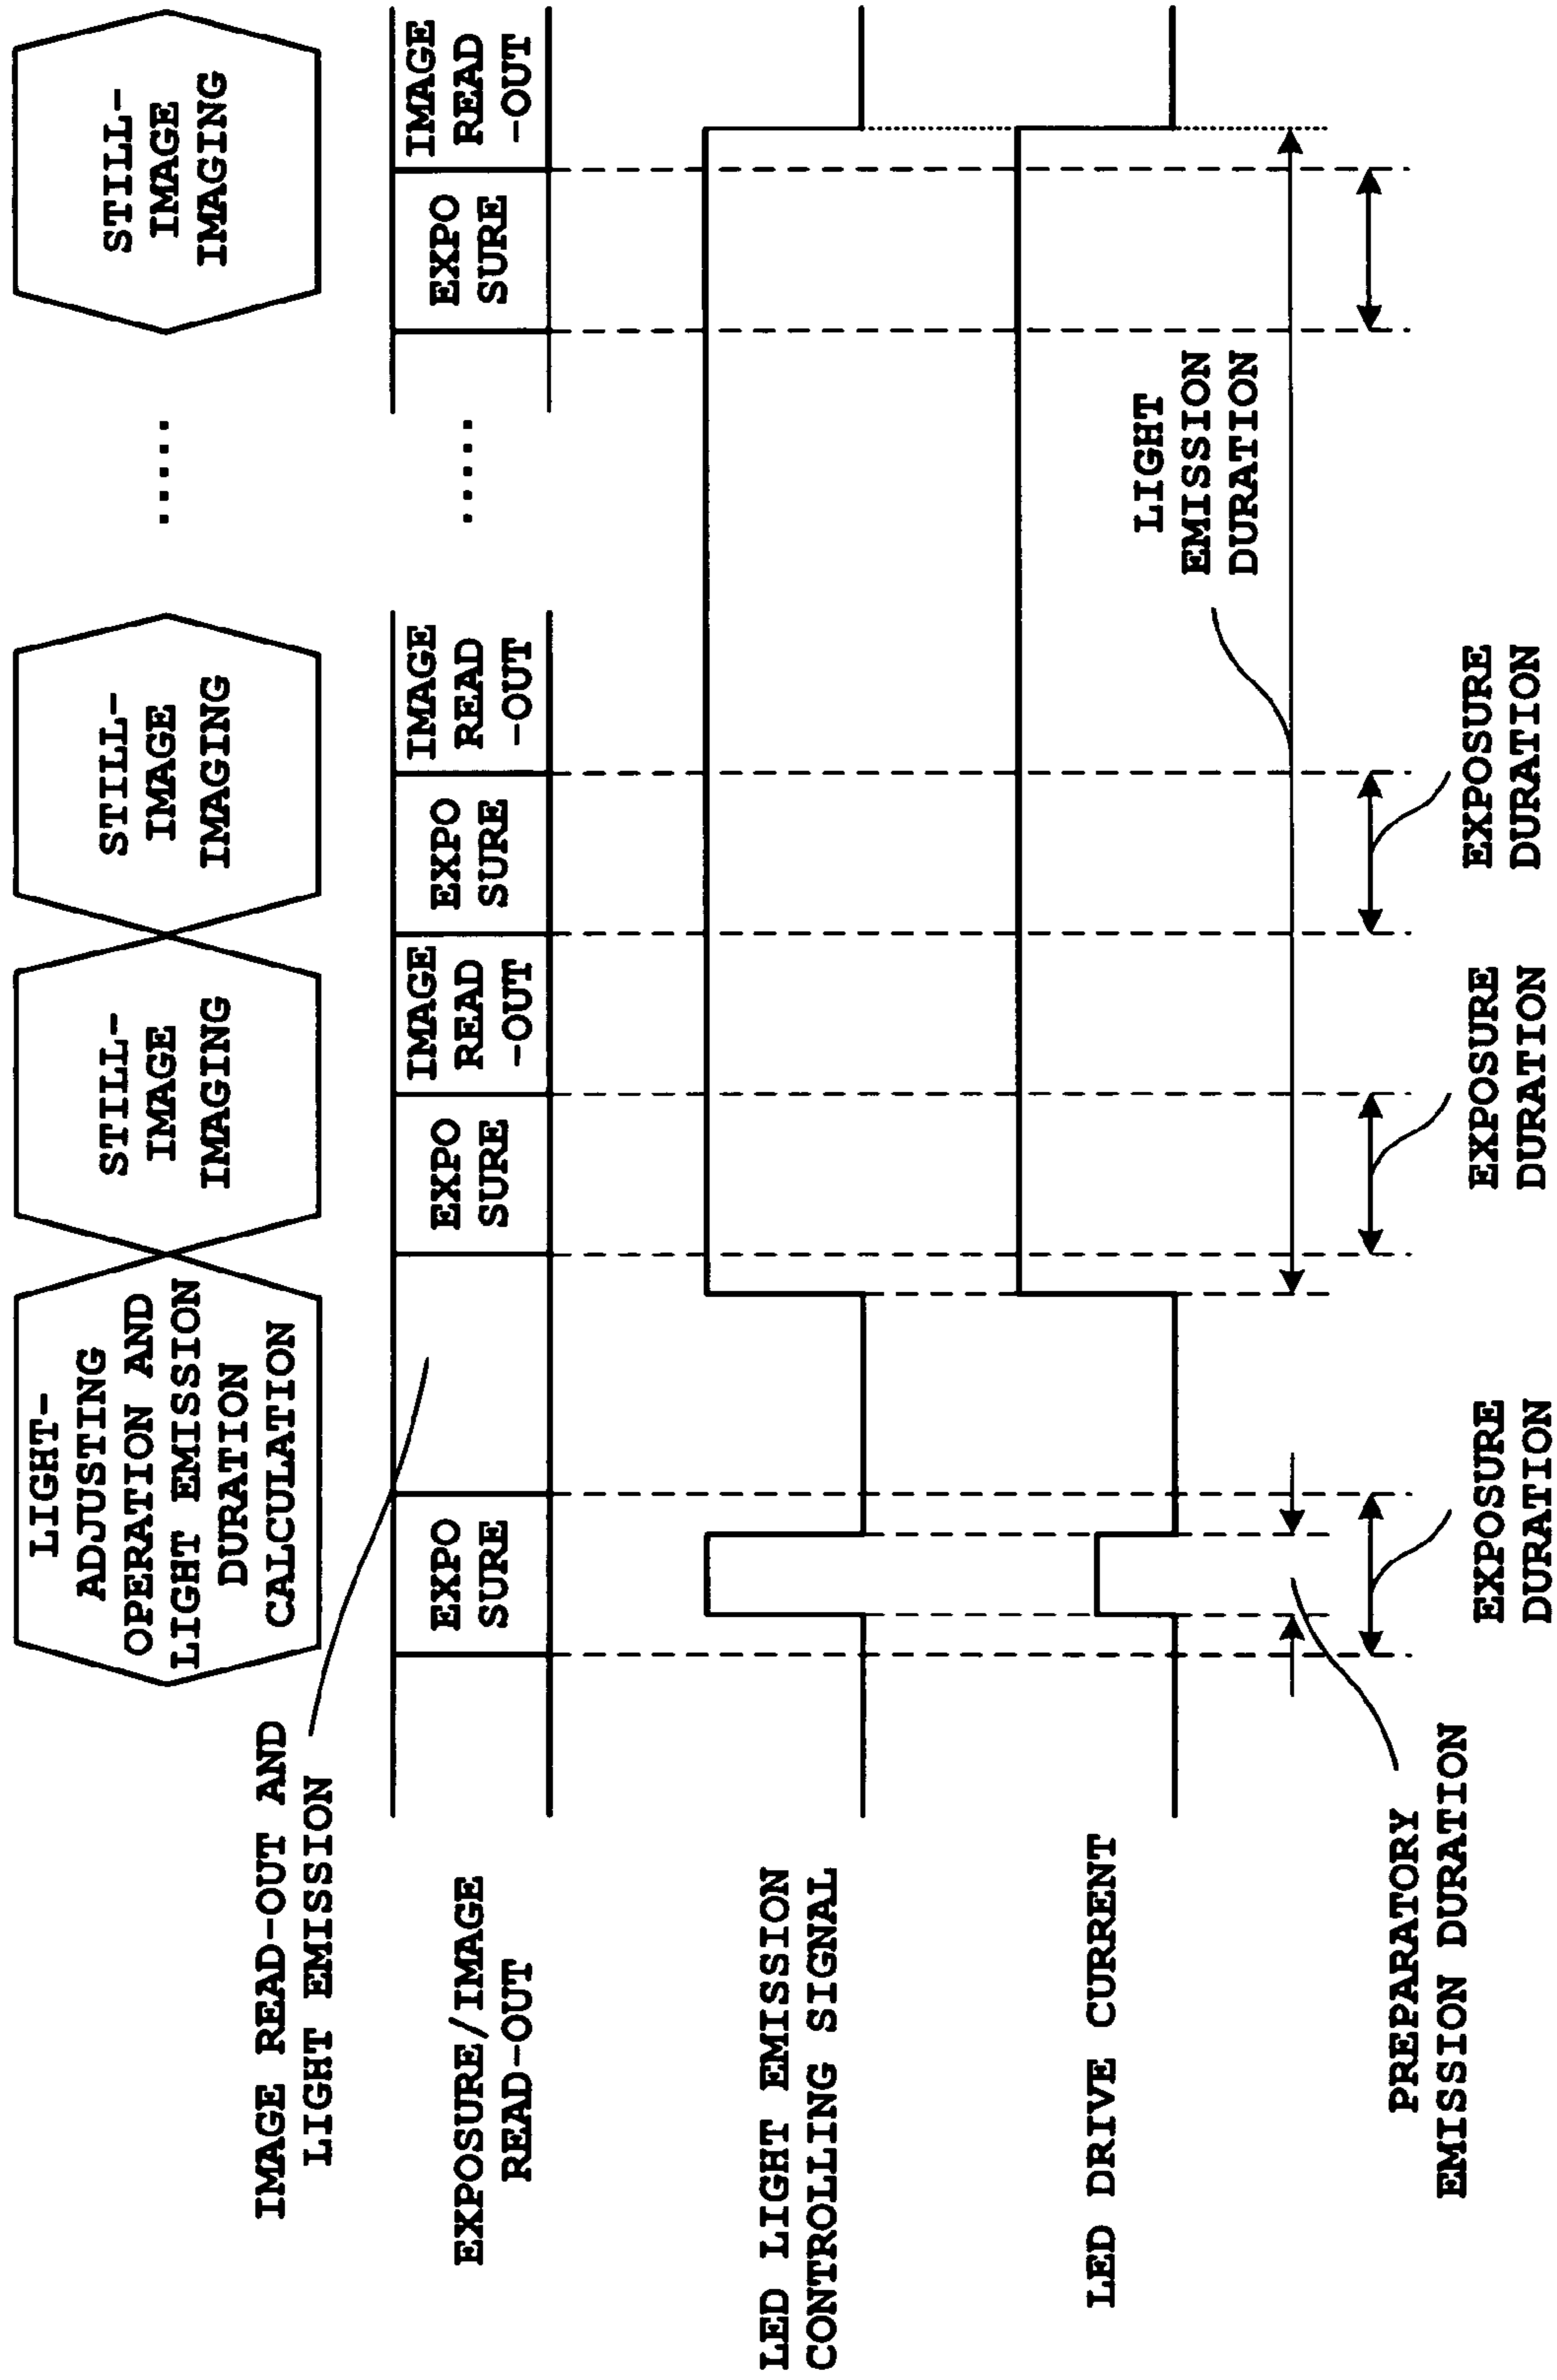 LIGHT-
ADJUSTING
OPERATION AND
LIGHT EMISSION
DURATION
CALCULATION
STILL-
IMAGE
IMAGING
STILL-
IMAGE
IMAGING
.....
STILL-
IMAGE
IMAGING
IMAGE READ-OUT AND
LIGHT EMISSION
EXPOSURE/IMAGE
READ-OUT
EXPO
SURE
EXPO
SURE
IMAGE
READ
-OUT
EXPO
SURE
IMAGE
READ
-OUT
.....
EXPO
SURE
IMAGE
READ
-OUT
LED LIGHT EMISSION
CONTROLLING SIGNAL
LED DRIVE CURRENT
LIGHT
EMISSION
DURATION
PREPARATORY
EMISSION DURATION
EXPOSURE
DURATION
EXPOSURE
DURATION
EXPOSURE
DURATION